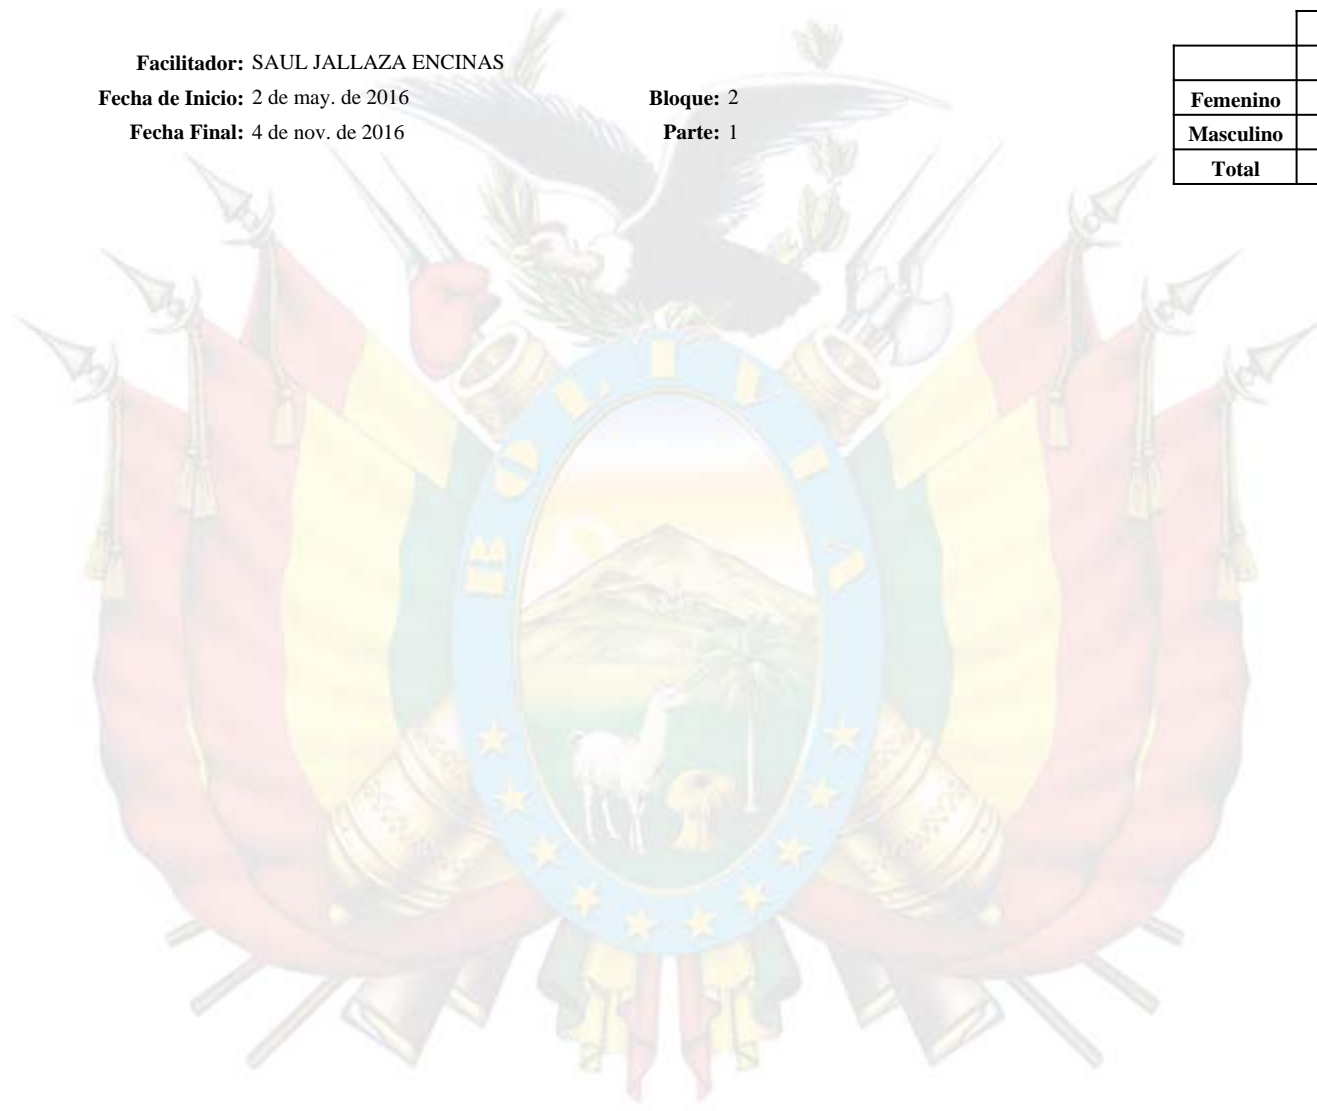 Facilitador: SAUL JALLAZA ENCINAS
Fecha de Inicio: 2 de may. de 2016 Bloque: 2
Fecha Final: 4 de nov. de 2016 Parte: 1
Femenino
Masculino
Total
BOLIVIA